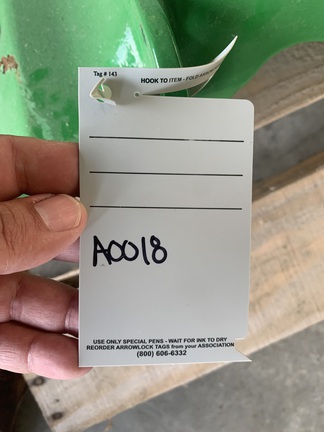 Tag # 143
HOOK TO ITEM - FOLD
A0018
USE ONLY SPECIAL PENS - WAIT FOR INK TO DRY
REORDER ARROWLOCK TAGS from your ASSOCIATION
(800) 606-6332